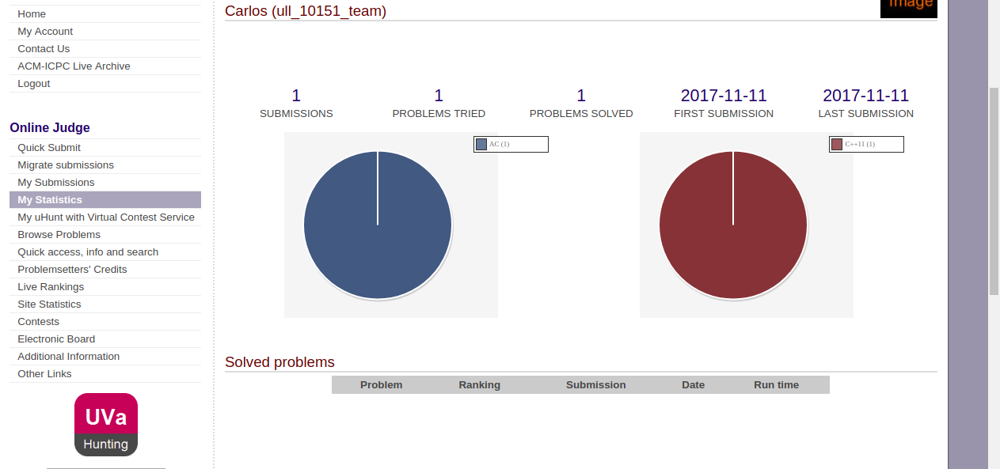 Home
My Account
Contact Us
ACM-ICPC Live Archive
Logout
Online Judge
Quick Submit
Migrate submissions
My Submissions
My Statistics
My uHunt with Virtual Contest Service
Browse Problems
Quick access, info and search
Problemsetters' Credits
Live Rankings
Site Statistics
Contests
Electronic Board
Additional Information
Other Links
UVa
Hunting
Carlos (ull_10151_team)
Image
1 1 1 2017-11-11 2017-11-11
SUBMISSIONS PROBLEMS TRIED PROBLEMS SOLVED FIRST SUBMISSION LAST SUBMISSION
AC (1)
C++11 (1)
Solved problems
Problem Ranking Submission Date Run time